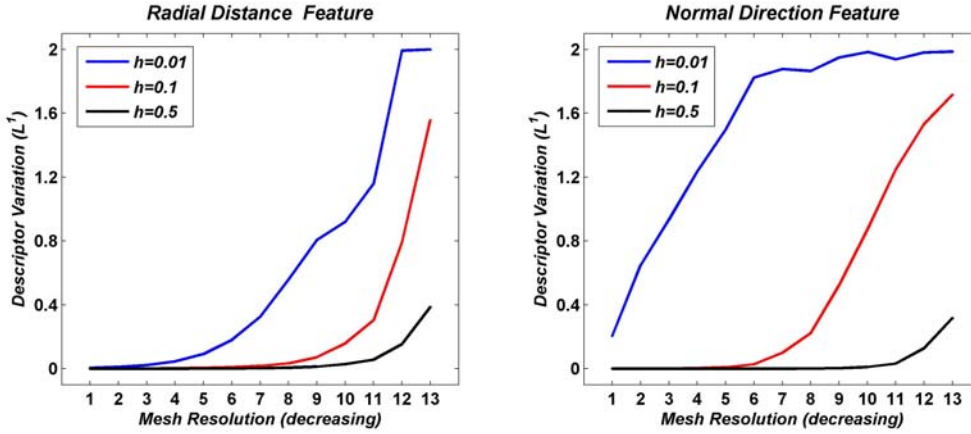 Radial Distance Feature
Descriptor Variation (L¹)
2
1.6
1.2
0.8
0.4
0
h=0.01
h=0.1
h=0.5
1 2 3 4 5 6 7 8 9 10 11 12 13
Mesh Resolution (decreasing)
Normal Direction Feature
Descriptor Variation (L¹)
2
1.6
1.2
0.8
0.4
0
h=0.01
h=0.1
h=0.5
1 2 3 4 5 6 7 8 9 10 11 12 13
Mesh Resolution (decreasing)